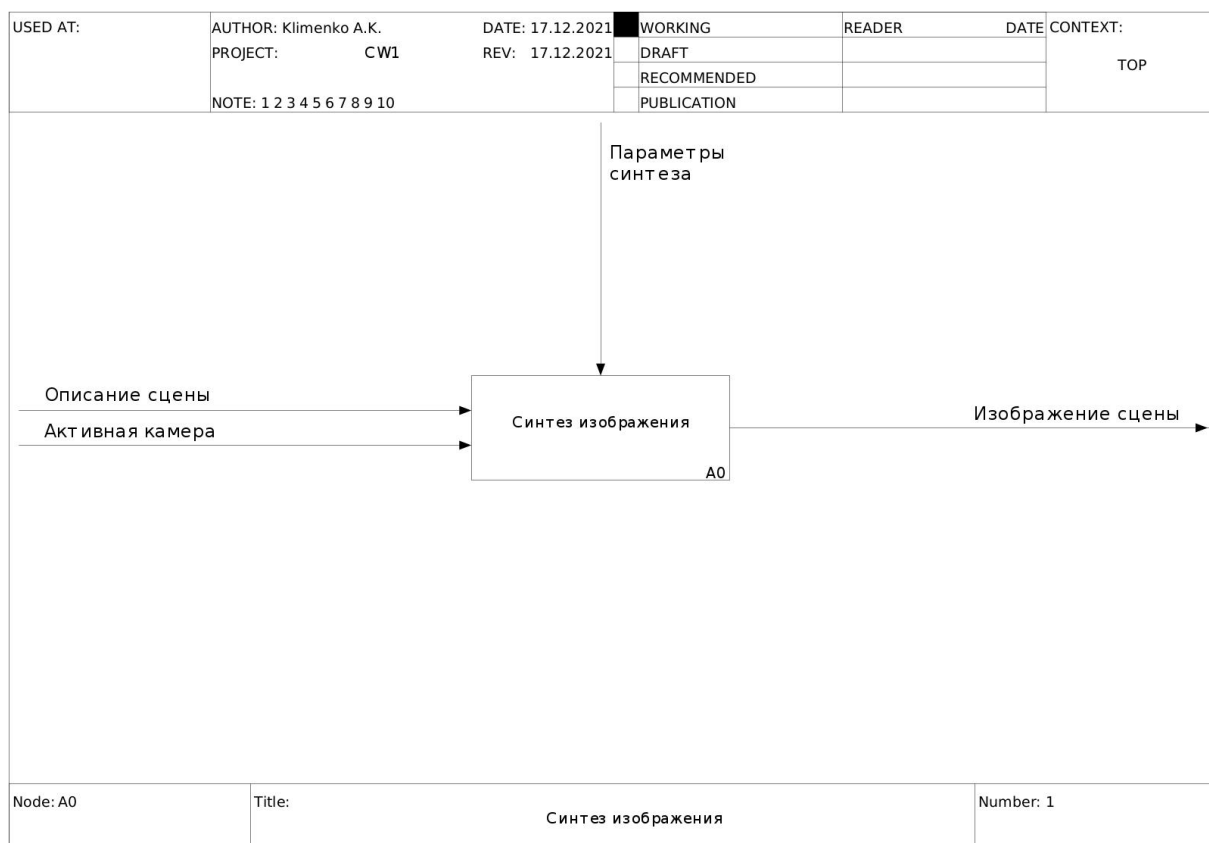 USED AT:
AUTHOR: Klimenko A.K.
DATE: 17.12.2021
WORKING
READER
DATE
CONTEXT:
PROJECT: CW1
REV: 17.12.2021
DRAFT
TOP
RECOMMENDED
NOTE: 1 2 3 4 5 6 7 8 9 10
PUBLICATION
Параметры
синтеза
Описание сцены
Активная камера
Синтез изображения
A0
Изображение сцены
Node: A0
Title:
Синтез изображения
Number: 1